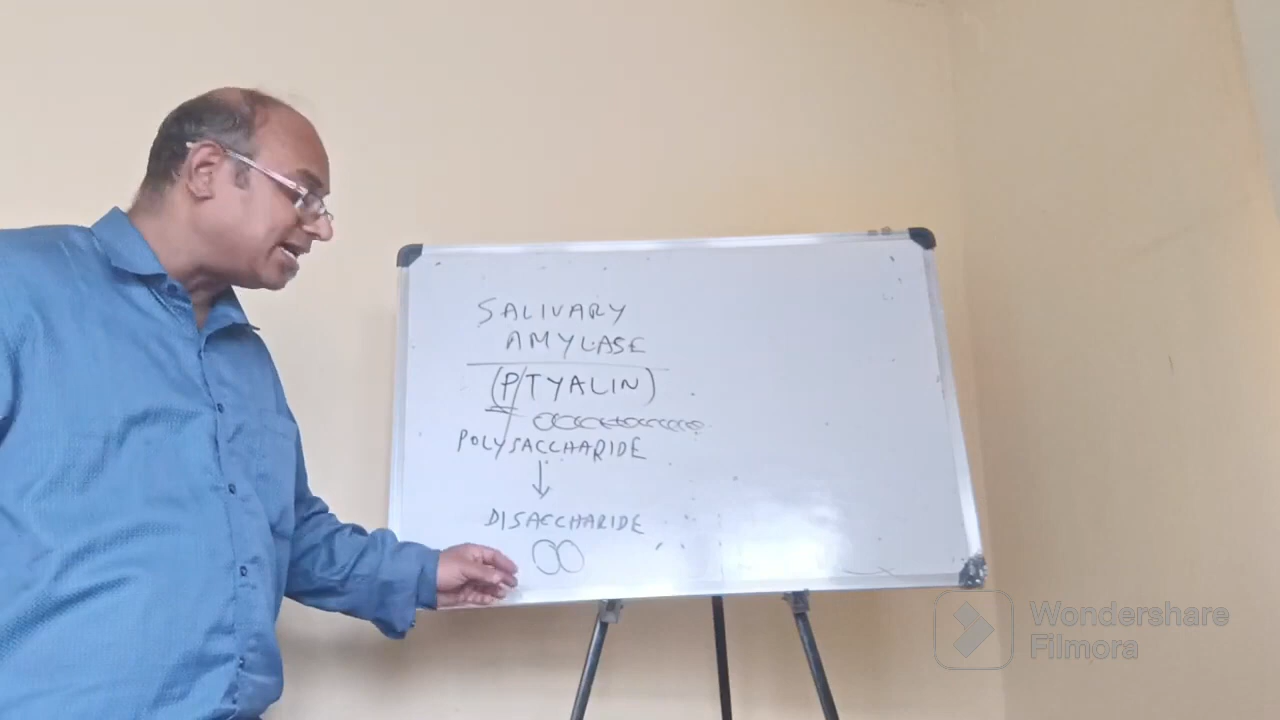 SALIVARY
AMYLASE
(PTYALIN)
POLYSACCHARIDE
DISACCHARIDE
Wondershare
Filmora